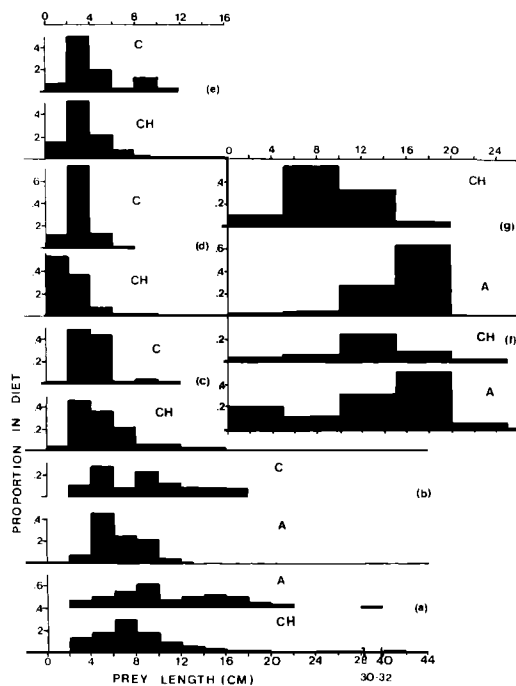 0 4 8 12 16
.4
C
.2
(e)
.4
CH
.2
0 4 8 12 16 20 24
CH
C
.4
(g)
.2
.4
(d)
.2
.6
CH
A
.4
.4
.2
.2
C
CH
.4
(c)
.2
(f)
.2
A
CH
.4
.4
.2
.2
C
.2
(b)
A
.4
.2
A
.6
(a)
.4
CH
.2
0 4 8 12 16 20 24 28 40 44
30-32
PREY LENGTH (CM)
PROPORTION IN DIET